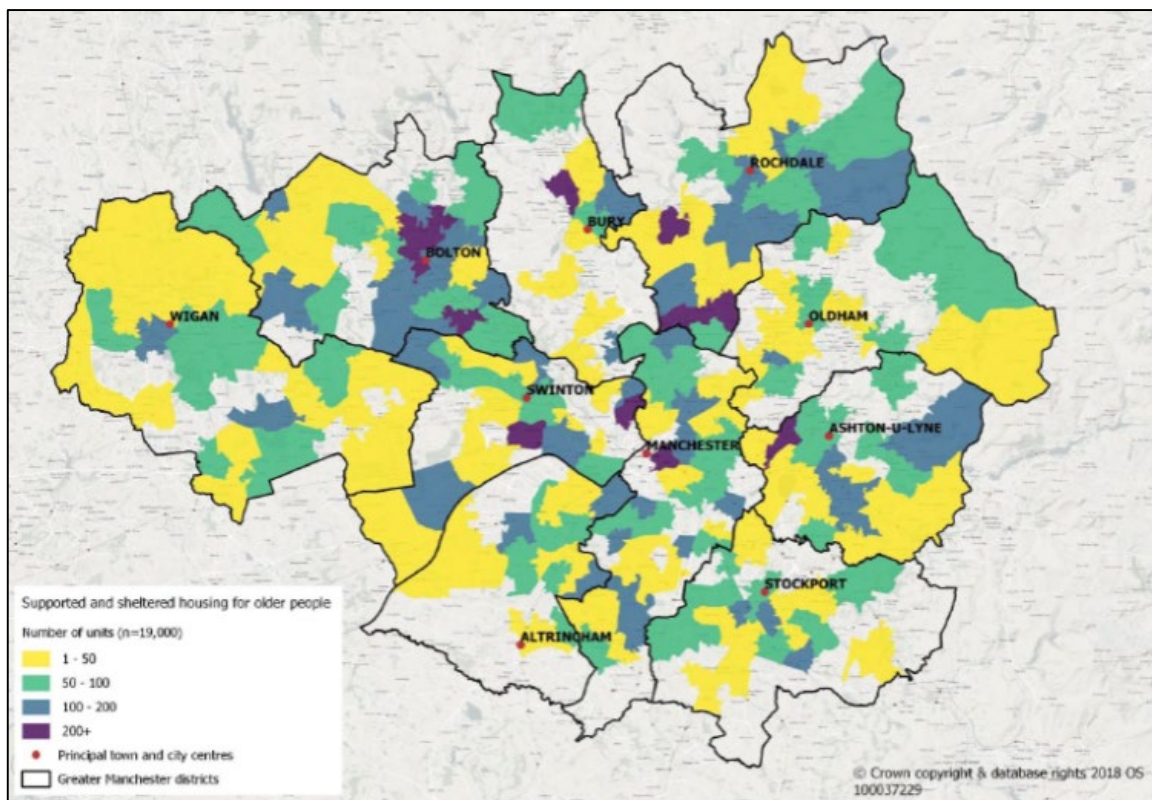 ROCHDALE
BURY
BOLTON
WIGAN
OLDHAM
SWINTON
ASHTON-U-LYNE
MANCHESTER
STOCKPORT
ALTRINCHAM
Supported and sheltered housing for older people
Number of units (n=19,000)
1 - 50
50 - 100
100 - 200
200+
Principal town and city centres
Greater Manchester districts
© Crown copyright & database rights 2018 OS
100037229